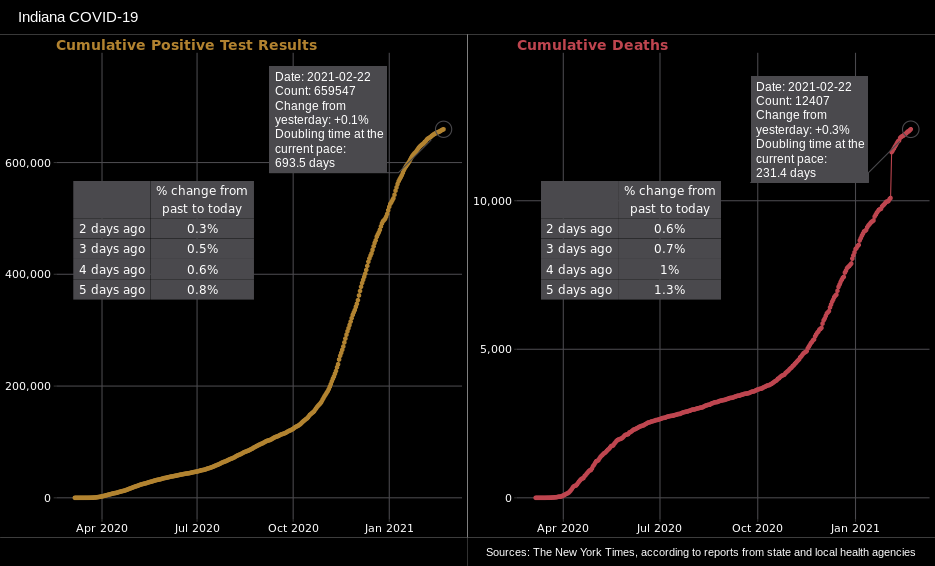 Indiana COVID-19
Cumulative Positive Test Results
Date: 2021-02-22
Count: 659547
Change from
yesterday: +0.1%
Doubling time at the
current pace:
693.5 days
600,000
400,000
200,000
0
% change from
past to today
2 days ago 0.3%
3 days ago 0.5%
4 days ago 0.6%
5 days ago 0.8%
Apr 2020 Jul 2020 Oct 2020 Jan 2021
Cumulative Deaths
Date: 2021-02-22
Count: 12407
Change from
yesterday: +0.3%
Doubling time at the
current pace:
231.4 days
10,000
5,000
0
% change from
past to today
2 days ago 0.6%
3 days ago 0.7%
4 days ago 1%
5 days ago 1.3%
Apr 2020 Jul 2020 Oct 2020 Jan 2021
Sources: The New York Times, according to reports from state and local health agencies